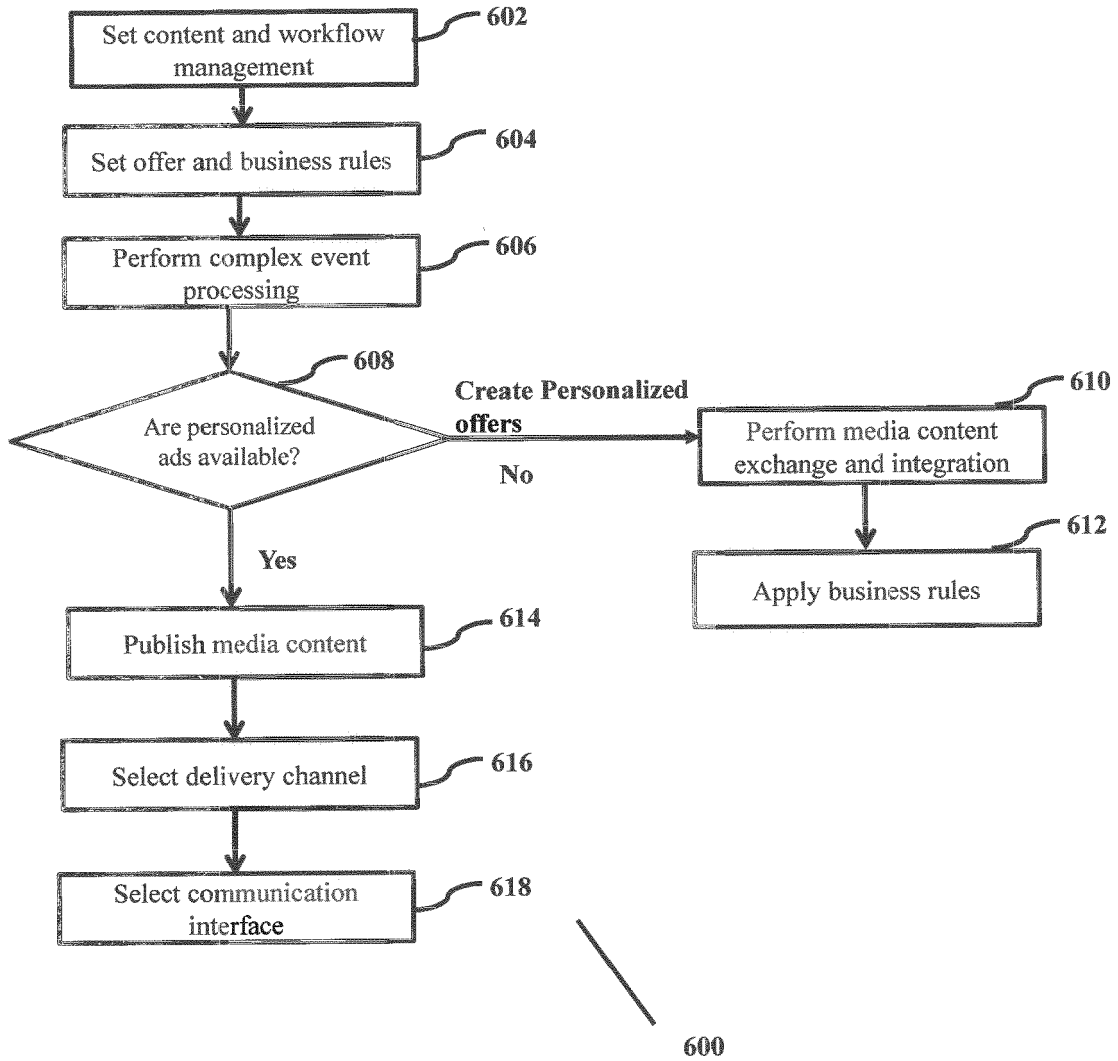 602
Set content and workflow
management
604
Set offer and business rules
606
Perform complex event
processing
608
Are personalized
ads available?
Create Personalized
offers
No
610
Perform media content
exchange and integration
612
Apply business rules
Yes
614
Publish media content
616
Select delivery channel
618
Select communication
interface
600